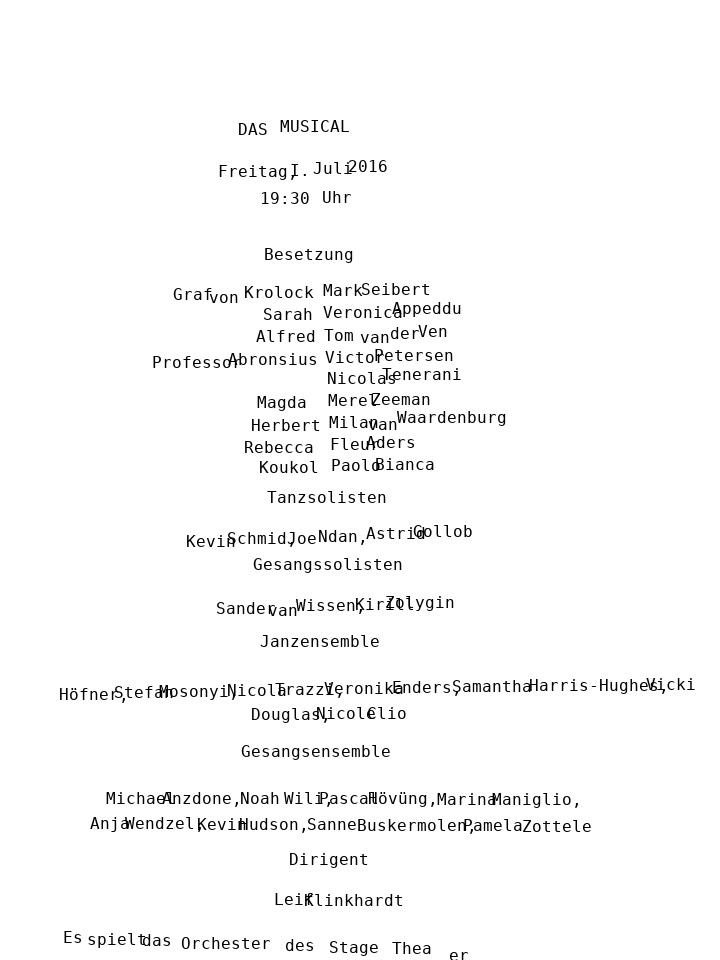 DAS MUSICAL
Freitag, I. Juli 2016
19:30 Uhr
Besetzung
Graf von Krolock Mark Seibert
Sarah Veronica Appeddu
Alfred Tom van der Ven
Professor Abronsius Victor Petersen
Nicolas Tenerani
Magda Merel Zeeman
Herbert Milan van Waardenburg
Rebecca Fleur Aders
Koukol Paolo Bianca
Tanzsolisten
Kevin Schmid, Joe Ndan, Astrid Gollob
Gesangssolisten
Sander van Wissen, Kirill Zolygin
Janzensemble
Höfner, Stefan Mosonyi, Nicola Trazzi, Veronika Enders, Samantha Harris-Hughes, Vicki
Douglas, Nicole Clio
Gesangsensemble
Michael Anzdone, Noah Wili, Pascal Hövüng, Marina Maniglio,
Anja Wendzel, Kevin Hudson, Sanne Buskermolen, Pamela Zottele
Dirigent
Leif Klinkhardt
Es spielt das Orchester des Stage Thea er